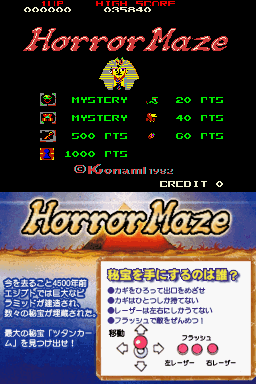 1UP HIGH SCORE
000000 035840
Horror Maze
MYSTERY 20 PTS
MYSTERY 40 PTS
500 PTS 60 PTS
1000 PTS
©Konami 1982
CREDIT 0
Horror Maze
今を去ること4500年前
エジプトでは巨大なピ
ラミッドが建造され、
数々の秘宝が埋蔵された。
最大の秘宝「ツタンカー
ム」を見つけ出せ！
秘宝を手にするのは誰？
●カギをひろって出口をめせ
●カギはひとつしか持てない
●レーザーは左右にしかうてない
●フラッシュで敵をぜんめつ！
移動
フラッシュ
左レーザー 右レーザー